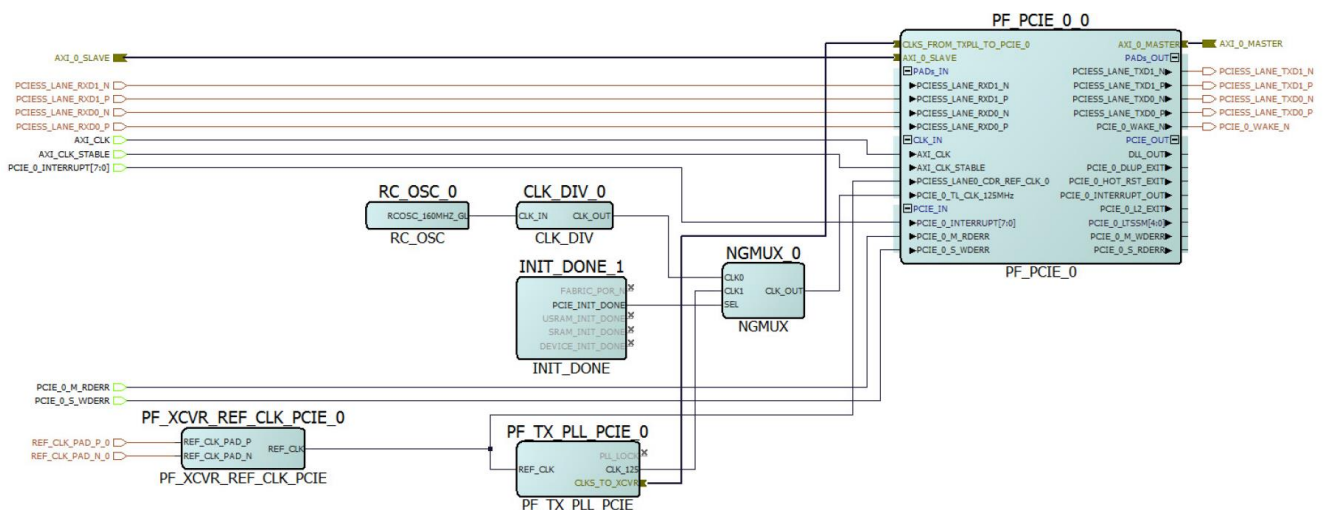 PF_PCIE_0_0
CLKS_FROM_TXPLL_TO_PCIE_0
AXI_0_MASTER
AXI_0_MASTER
AXI_0_SLAVE
AXI_0_SLAVE
PADs_OUT
PADs_IN
PCIESS_LANE_TXD1_N
PCIESS_LANE_TXD1_N
PCIESS_LANE_RXD1_N
PCIESS_LANE_RXD1_N
PCIESS_LANE_TXD1_P
PCIESS_LANE_TXD1_P
PCIESS_LANE_RXD1_P
PCIESS_LANE_RXD1_P
PCIESS_LANE_TXD0_N
PCIESS_LANE_TXD0_N
PCIESS_LANE_RXD0_N
PCIESS_LANE_RXD0_N
PCIESS_LANE_TXD0_P
PCIESS_LANE_TXD0_P
PCIESS_LANE_RXD0_P
PCIESS_LANE_RXD0_P
PCIE_0_WAKE_N
PCIE_0_WAKE_N
AXI_CLK
CLK_IN
PCIE_OUT
AXI_CLK_STABLE
AXI_CLK
DLL_OUT
PCIE_0_INTERRUPT[7:0]
AXI_CLK_STABLE
PCIE_0_DLUP_EXIT
PCIESS_LANE0_CDR_REF_CLK_0
PCIE_0_HOT_RST_EXIT
PCIE_0_TL_CLK_125MHz
PCIE_0_INTERRUPT_OUT
PCIE_IN
PCIE_0_L2_EXIT
PCIE_0_INTERRUPT[7:0]
PCIE_0_LTSSM[4:0]
PCIE_0_M_RDERR
PCIE_0_M_WDERR
PCIE_0_S_WDERR
PCIE_0_S_RDERR
PF_PCIE_0
RC_OSC_0
RCOSC_160MHZ_GL
RC_OSC
CLK_DIV_0
CLK_IN
CLK_OUT
CLK_DIV
NGMUX_0
CLK0
CLK1
CLK_OUT
SEL
NGMUX
INIT_DONE_1
FABRIC_POR_N
PCIE_INIT_DONE
USRAM_INIT_DONE
SRAM_INIT_DONE
DEVICE_INIT_DONE
INIT_DONE
PCIE_0_M_RDERR
PCIE_0_S_WDERR
PF_XCVR_REF_CLK_PCIE_0
REF_CLK_PAD_P_0
REF_CLK_PAD_P
REF_CLK
REF_CLK_PAD_N_0
REF_CLK_PAD_N
PF_XCVR_REF_CLK_PCIE
PF_TX_PLL_PCIE_0
PLL_LOCK
REF_CLK
CLK_125
CLKS_TO_XCVR
PF_TX_PLL_PCIE